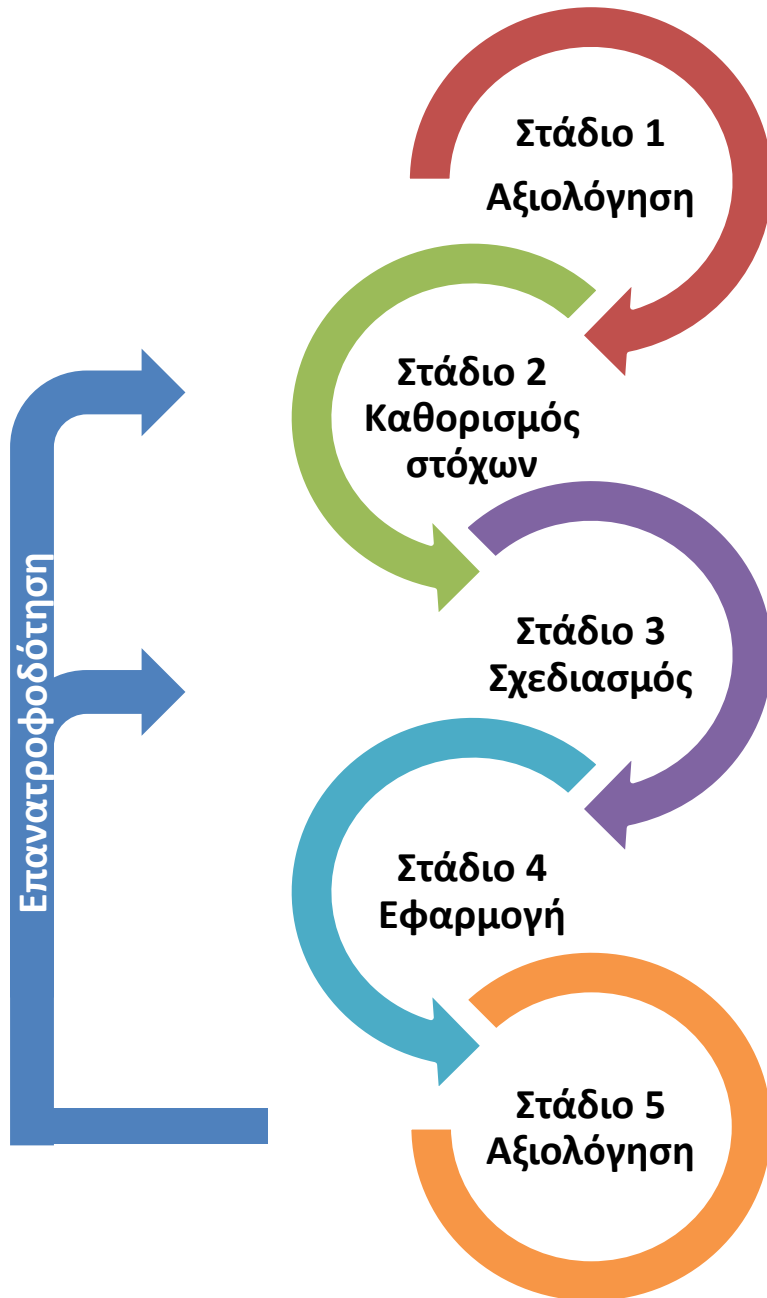 Στάδιο 1
Αξιολόγηση
Στάδιο 2
Καθορισμός
στόχων
Στάδιο 3
Σχεδιασμός
Στάδιο 4
Εφαρμογή
Στάδιο 5
Αξιολόγηση
Επανατροφοδότηση